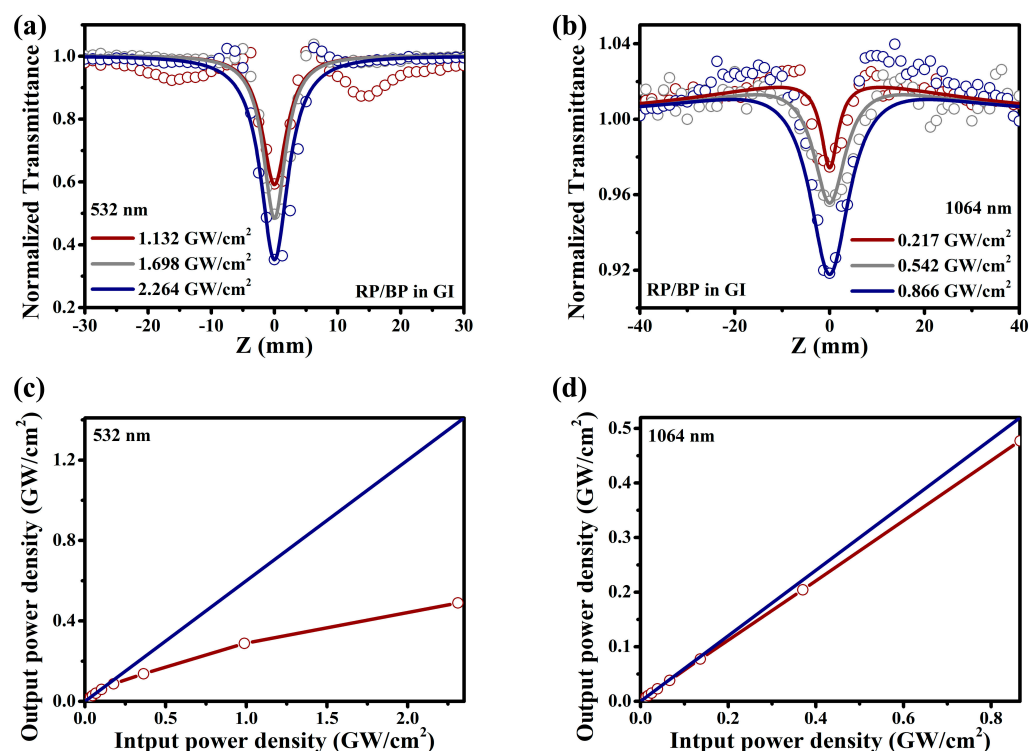 (a)
Normalized Transmittance
1.0
0.8
0.6
0.4
0.2
532 nm
1.132 GW/cm²
1.698 GW/cm²
2.264 GW/cm²
RP/BP in GI
-30 -20 -10 0 10 20 30
Z (mm)
(b)
Normalized Transmittance
1.04
1.00
0.96
0.92
1064 nm
0.217 GW/cm²
0.542 GW/cm²
0.866 GW/cm²
RP/BP in GI
-40 -20 0 20 40
Z (mm)
(c)
Output power density (GW/cm²)
1.2
0.8
0.4
0.0
532 nm
0.0 0.5 1.0 1.5 2.0
Intput power density (GW/cm²)
(d)
Output power density (GW/cm²)
0.5
0.4
0.3
0.2
0.1
0.0
1064 nm
0.0 0.2 0.4 0.6 0.8
Intput power density (GW/cm²)